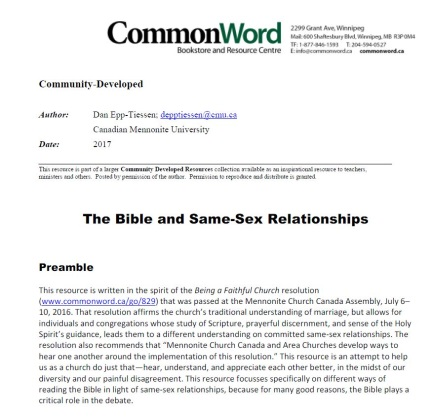 CommonWord
Bookstore and Resource Centre
2299 Grant Ave, Winnipeg
Mail: 600 Shaftesbury Blvd, Winnipeg, MB R3P 0M4
TF: 1-877-846-1593 T: 204-594-0527
E: info@commonword.ca commonword.ca
Community-Developed
Author: Dan Epp-Tiessen; depptiessen@cmu.ca
Canadian Mennonite University
Date: 2017
This resource is part of a larger Community Developed Resources collection available as an inspirational resource to teachers,
ministers and others. Posted by permission of the author. Permission to reproduce and distribute is granted.
The Bible and Same-Sex Relationships
Preamble
This resource is written in the spirit of the Being a Faithful Church resolution
(www.commonword.ca/go/829) that was passed at the Mennonite Church Canada Assembly, July 6–
10, 2016. That resolution affirms the church's traditional understanding of marriage, but allows for
individuals and congregations whose study of Scripture, prayerful discernment, and sense of the Holy
Spirit's guidance, leads them to a different understanding on committed same-sex relationships. The
resolution also recommends that "Mennonite Church Canada and Area Churches develop ways to
hear one another around the implementation of this resolution." This resource is an attempt to help
us as a church do just that—hear, understand, and appreciate each other better, in the midst of our
diversity and our painful disagreement. This resource focusses specifically on different ways of
reading the Bible in light of same-sex relationships, because for many good reasons, the Bible plays a
critical role in the debate.